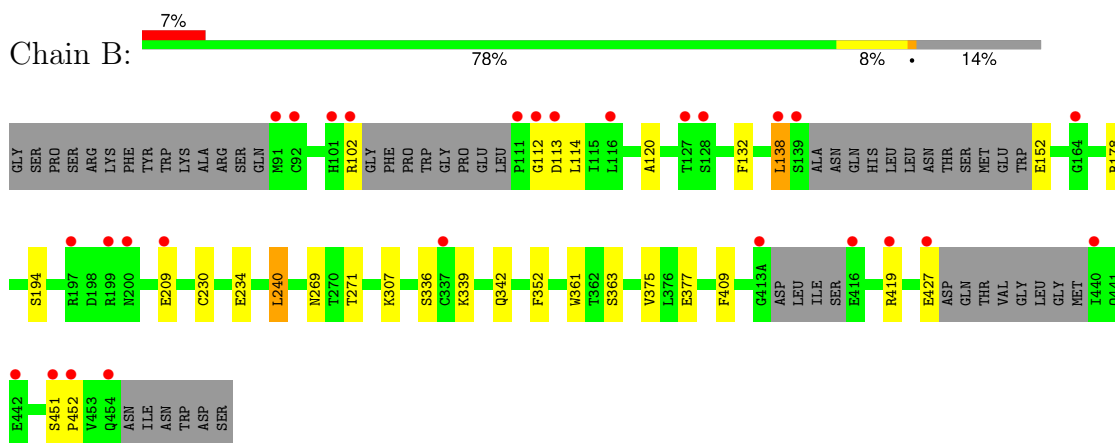 7%
Chain B:
78% 8% • 14%
GLY SER PRO SER ARG LYS PHE TYR TRP LYS ALA ARG SER GLN M91 C92 H101 R102 GLY PHE PRO TRP GLY PRO GLU LEU P111 G112 D113 L114 I115 L116 A120 T127 S128 F132 L138 S139 ALA ASN GLN HIS LEU LEU ASN THR SER MET GLU TRP E152 G164 R178
S194 R197 D198 R199 N200 E209 C230 E234 L240 N269 T270 T271 K307 S336 C337 K339 Q342 F352 W361 T362 S363 V375 L376 E377 F409 G413A ASP LEU ILE SER E416 R419 E427 ASP GLN THR VAL GLY LEU GLY MET I440
E442 S451 P452 V453 Q454 ASN ILE ASN TRP ASP SER